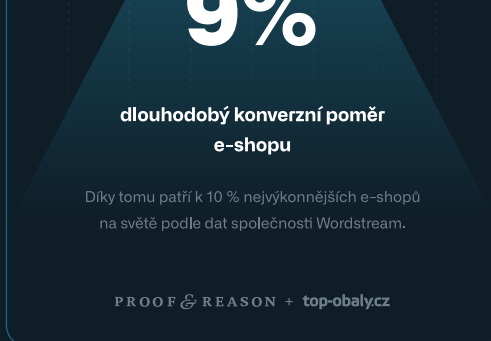 9%
dlouhodobý konverzní poměr
e-shopu
Díky tomu patří k 10 % nejvýkonnějších e-shopů
na světě podle dat společnosti Wordstream.
PROOF & REASON + top-obaly.cz